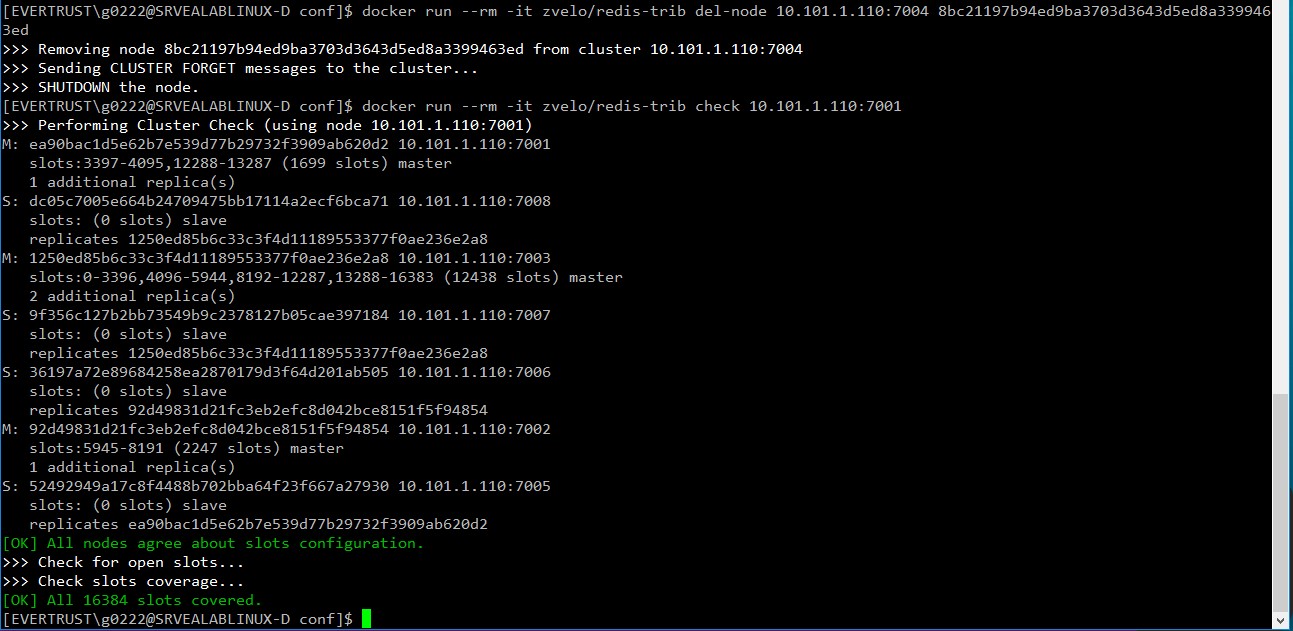 [EVERTRUST\g0222@SRVEALABLINUX-D conf]$ docker run --rm -it zvelo/redis-trib del-node 10.101.1.110:7004 8bc21197b94ed9ba3703d3643d5ed8a339946
3ed
>>> Removing node 8bc21197b94ed9ba3703d3643d5ed8a3399463ed from cluster 10.101.1.110:7004
>>> Sending CLUSTER FORGET messages to the cluster...
>>> SHUTDOWN the node.
[EVERTRUST\g0222@SRVEALABLINUX-D conf]$ docker run --rm -it zvelo/redis-trib check 10.101.1.110:7001
>>> Performing Cluster Check (using node 10.101.1.110:7001)
M: ea90bac1d5e62b7e539d77b29732f3909ab620d2 10.101.1.110:7001
   slots:3397-4095,12288-13287 (1699 slots) master
   1 additional replica(s)
S: dc05c7005e664b24709475bb17114a2ecf6bca71 10.101.1.110:7008
   slots: (0 slots) slave
   replicates 1250ed85b6c33c3f4d11189553377f0ae236e2a8
M: 1250ed85b6c33c3f4d11189553377f0ae236e2a8 10.101.1.110:7003
   slots:0-3396,4096-5944,8192-12287,13288-16383 (12438 slots) master
   2 additional replica(s)
S: 9f356c127b2bb73549b9c2378127b05cae397184 10.101.1.110:7007
   slots: (0 slots) slave
   replicates 1250ed85b6c33c3f4d11189553377f0ae236e2a8
S: 36197a72e89684258ea2870179d3f64d201ab505 10.101.1.110:7006
   slots: (0 slots) slave
   replicates 92d49831d21fc3eb2efc8d042bce8151f5f94854
M: 92d49831d21fc3eb2efc8d042bce8151f5f94854 10.101.1.110:7002
   slots:5945-8191 (2247 slots) master
   1 additional replica(s)
S: 52492949a17c8f4488b702bba64f23f667a27930 10.101.1.110:7005
   slots: (0 slots) slave
   replicates ea90bac1d5e62b7e539d77b29732f3909ab620d2
[OK] All nodes agree about slots configuration.
>>> Check for open slots...
>>> Check slots coverage...
[OK] All 16384 slots covered.
[EVERTRUST\g0222@SRVEALABLINUX-D conf]$